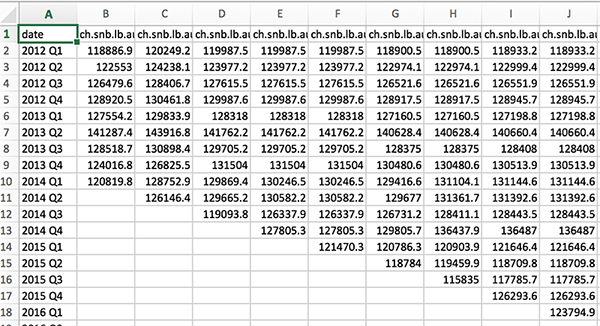 A B C D E F G H I J
1 date ch.snb.lb.au ch.snb.lb.au ch.snb.lb.au ch.snb.lb.au ch.snb.lb.au ch.snb.lb.au ch.snb.lb.au ch.snb.lb.au ch.snb.lb.au
2 2012 Q1 118886.9 120249.2 119987.5 119987.5 119987.5 118900.5 118900.5 118933.2 118933.2
3 2012 Q2 122553 124238.1 123977.2 123977.2 123977.2 122974.1 122974.1 122999.4 122999.4
4 2012 Q3 126479.6 128406.7 127615.5 127615.5 127615.5 126521.6 126521.6 126551.9 126551.9
5 2012 Q4 128920.5 130461.8 129987.6 129987.6 129987.6 128917.5 128917.5 128945.7 128945.7
6 2013 Q1 127554.2 129833.9 128318 128318 128318 127160.5 127160.5 127198.8 127198.8
7 2013 Q2 141287.4 143916.8 141762.2 141762.2 141762.2 140628.4 140628.4 140660.4 140660.4
8 2013 Q3 128518.7 130898.4 129705.2 129705.2 129705.2 128375 128375 128408 128408
9 2013 Q4 124016.8 126825.5 131504 131504 131504 130480.6 130480.6 130513.9 130513.9
10 2014 Q1 120819.8 128752.9 129869.4 130246.5 130246.5 129416.6 131104.1 131144.6 131144.6
11 2014 Q2 126146.4 129665.2 130582.2 130582.2 129677 131361.7 131392.6 131392.6
12 2014 Q3 119093.8 126337.9 126337.9 126731.2 128411.1 128443.5 128443.5
13 2014 Q4 127805.3 127805.3 129805.7 136437.9 136487 136487
14 2015 Q1 121470.3 120786.3 120903.9 121646.4 121646.4
15 2015 Q2 118784 119459.9 118709.8 118709.8
16 2015 Q3 115835 117785.7 117785.7
17 2015 Q4 126293.6 126293.6
18 2016 Q1 123794.9